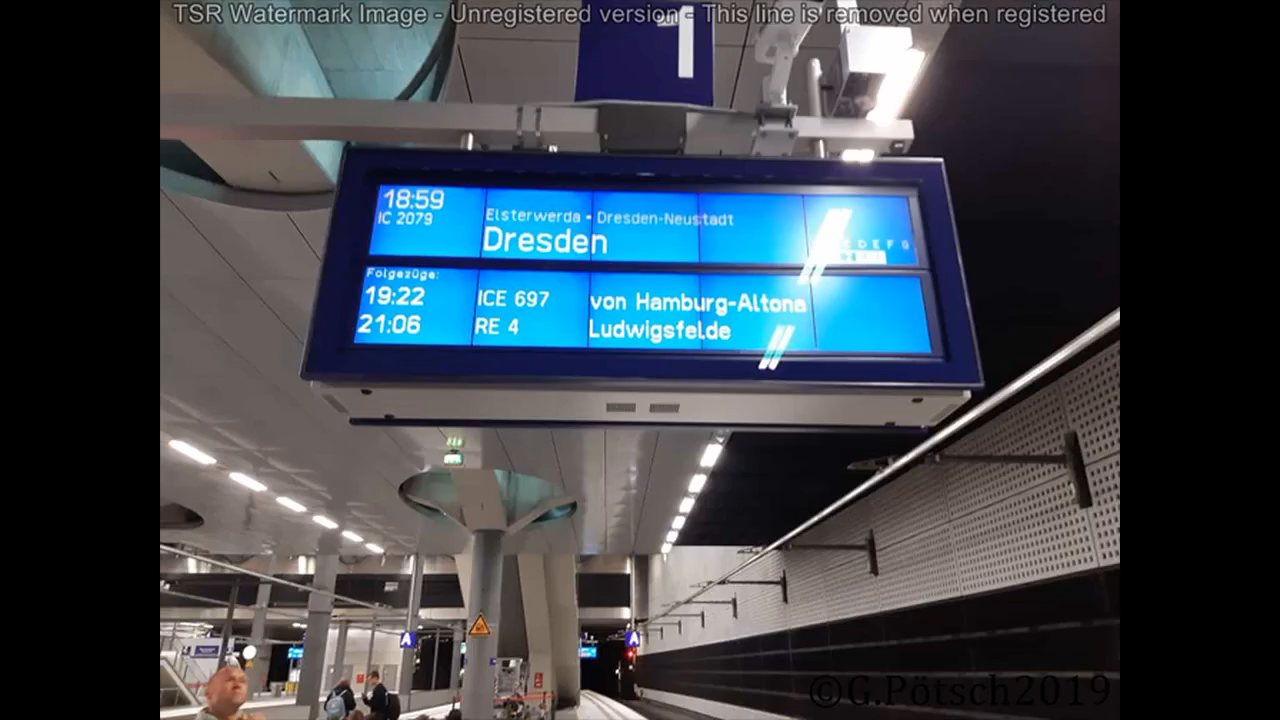 TSR Watermark Image - Unregistered version - This line is removed when registered
1
18:59
IC 2079
Elsterwerda - Dresden-Neustadt
Dresden
C D E F G
Folgezüge:
19:22 ICE 697 von Hamburg-Altona
21:06 RE 4 Ludwigsfelde
A
A
©G.Pötsch2019